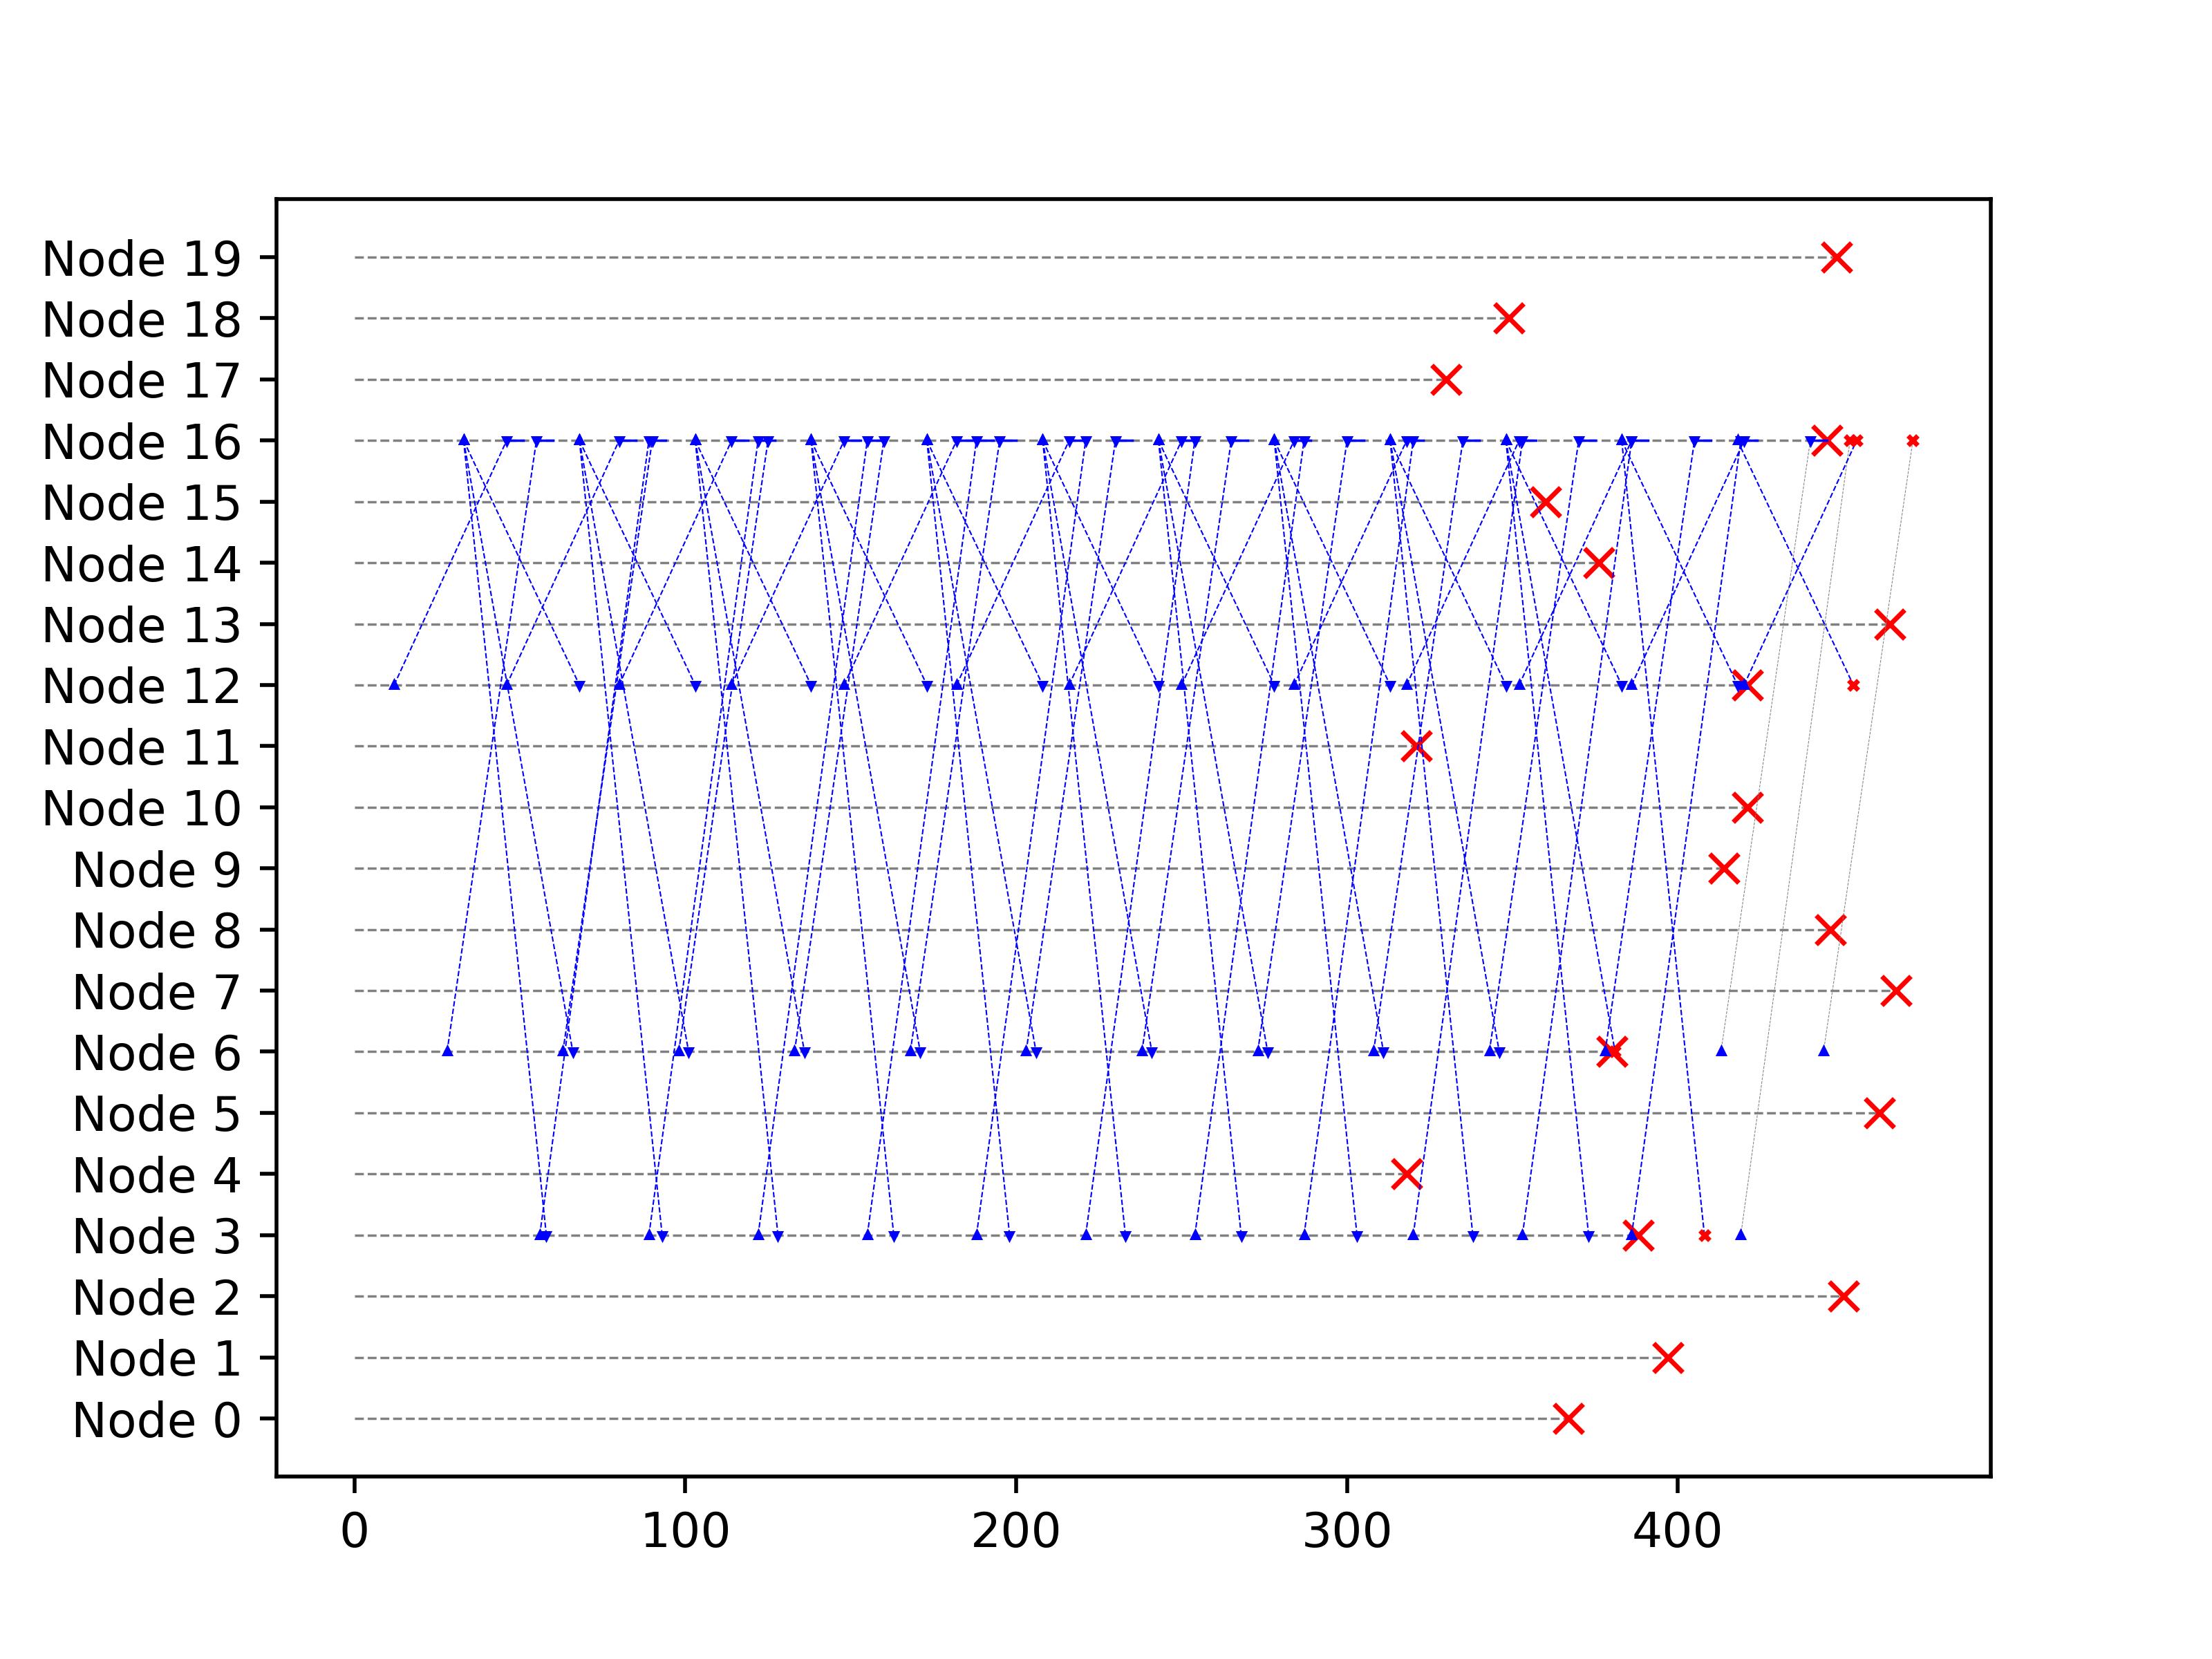 Node 19
Node 18
Node 17
Node 16
Node 15
Node 14
Node 13
Node 12
Node 11
Node 10
Node 9
Node 8
Node 7
Node 6
Node 5
Node 4
Node 3
Node 2
Node 1
Node 0
0 100 200 300 400